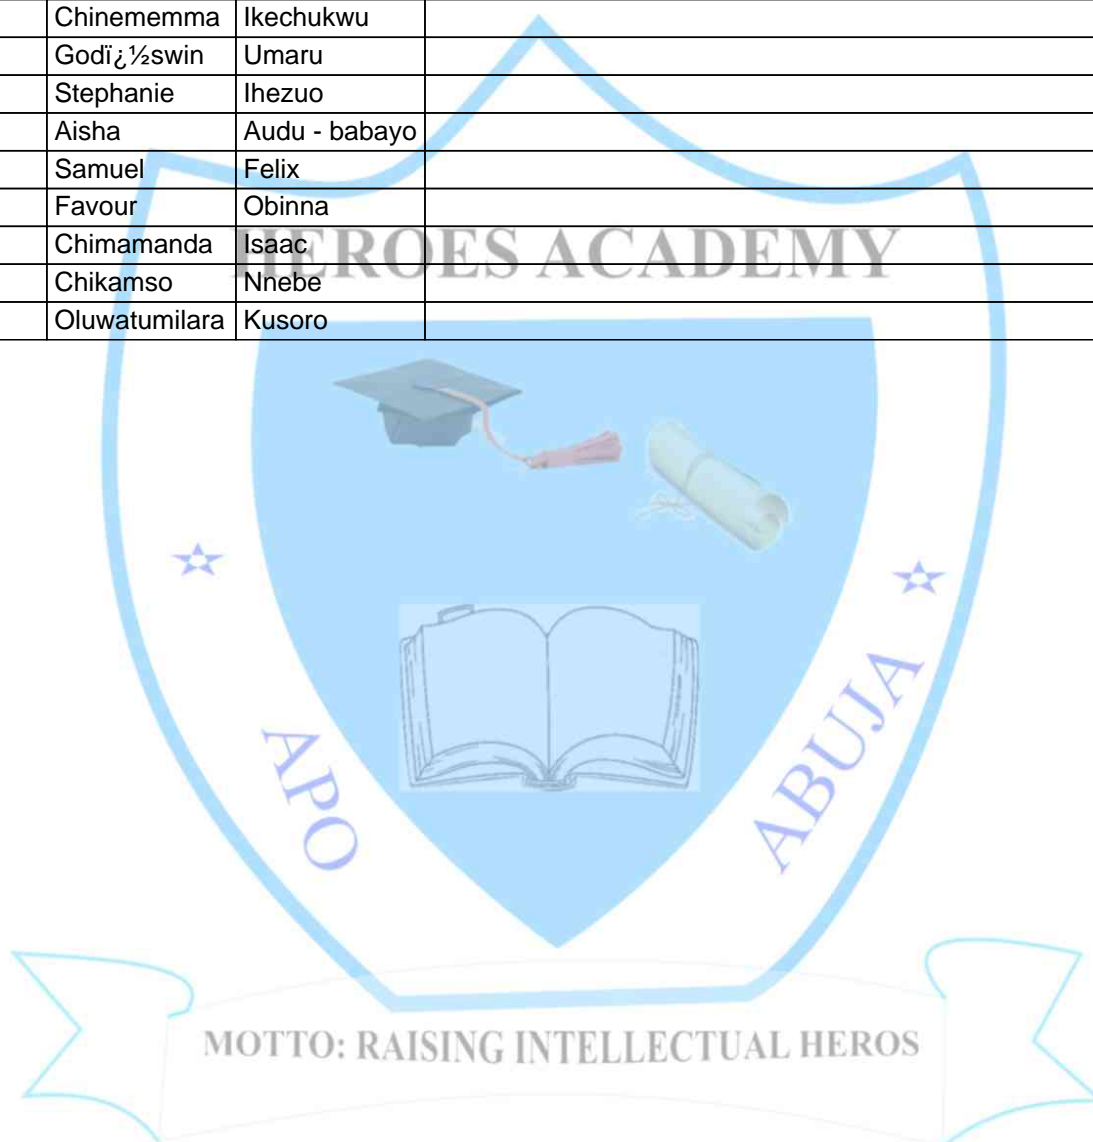 Chinememma Ikechukwu
Godï¿½swin Umaru
Stephanie Ihezuo
Aisha Audu - babayo
Samuel Felix
Favour Obinna
Chimamanda Isaac
HEROES ACADEMY
Chikamso Nnebe
Oluwatumilara Kusoro
APO
ABUJA
MOTTO: RAISING INTELLECTUAL HEROS